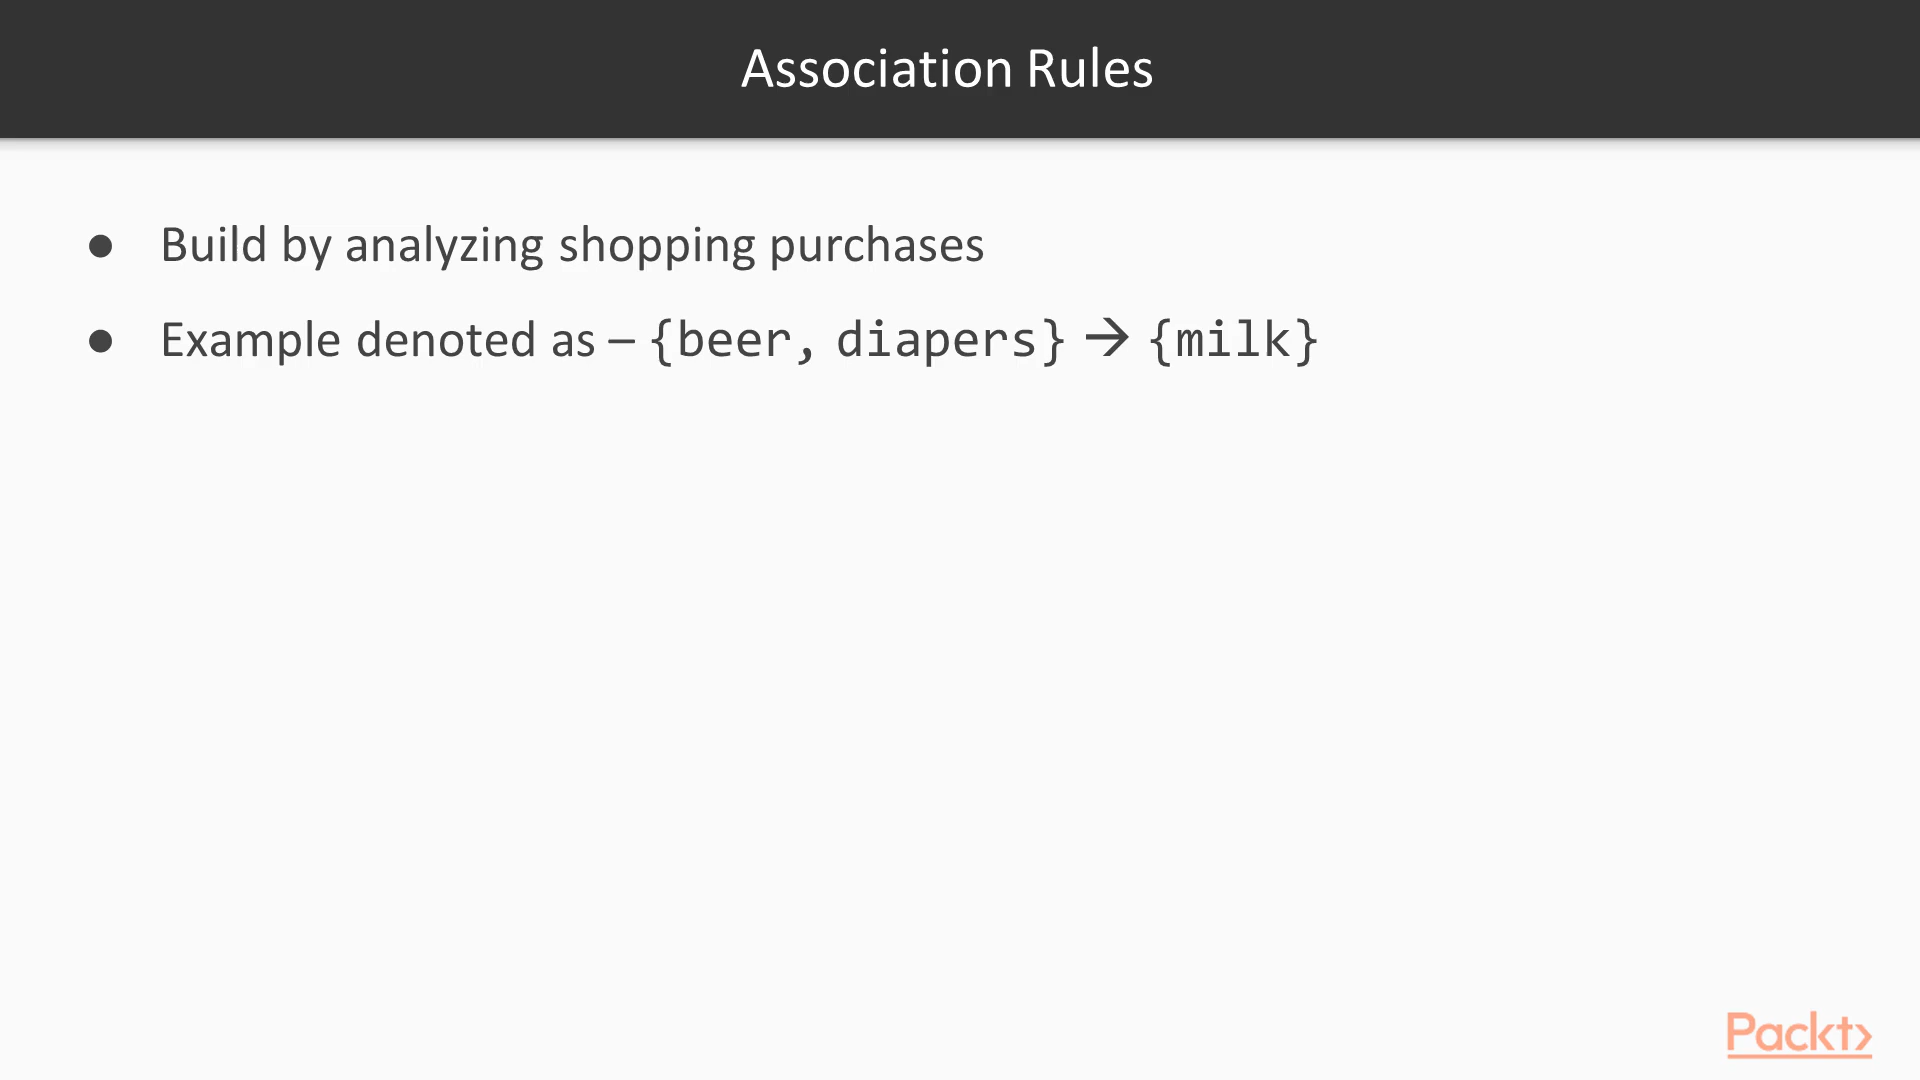 Association Rules
● Build by analyzing shopping purchases
● Example denoted as – {beer, diapers} → {milk}
Packt>